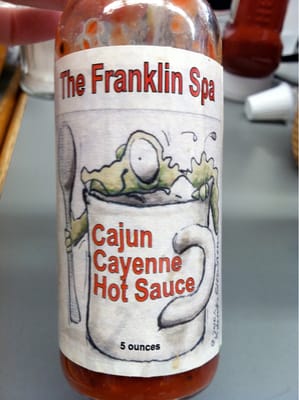 The Franklin Spa
Cajun
Cayenne
Hot Sauce
5 ounces